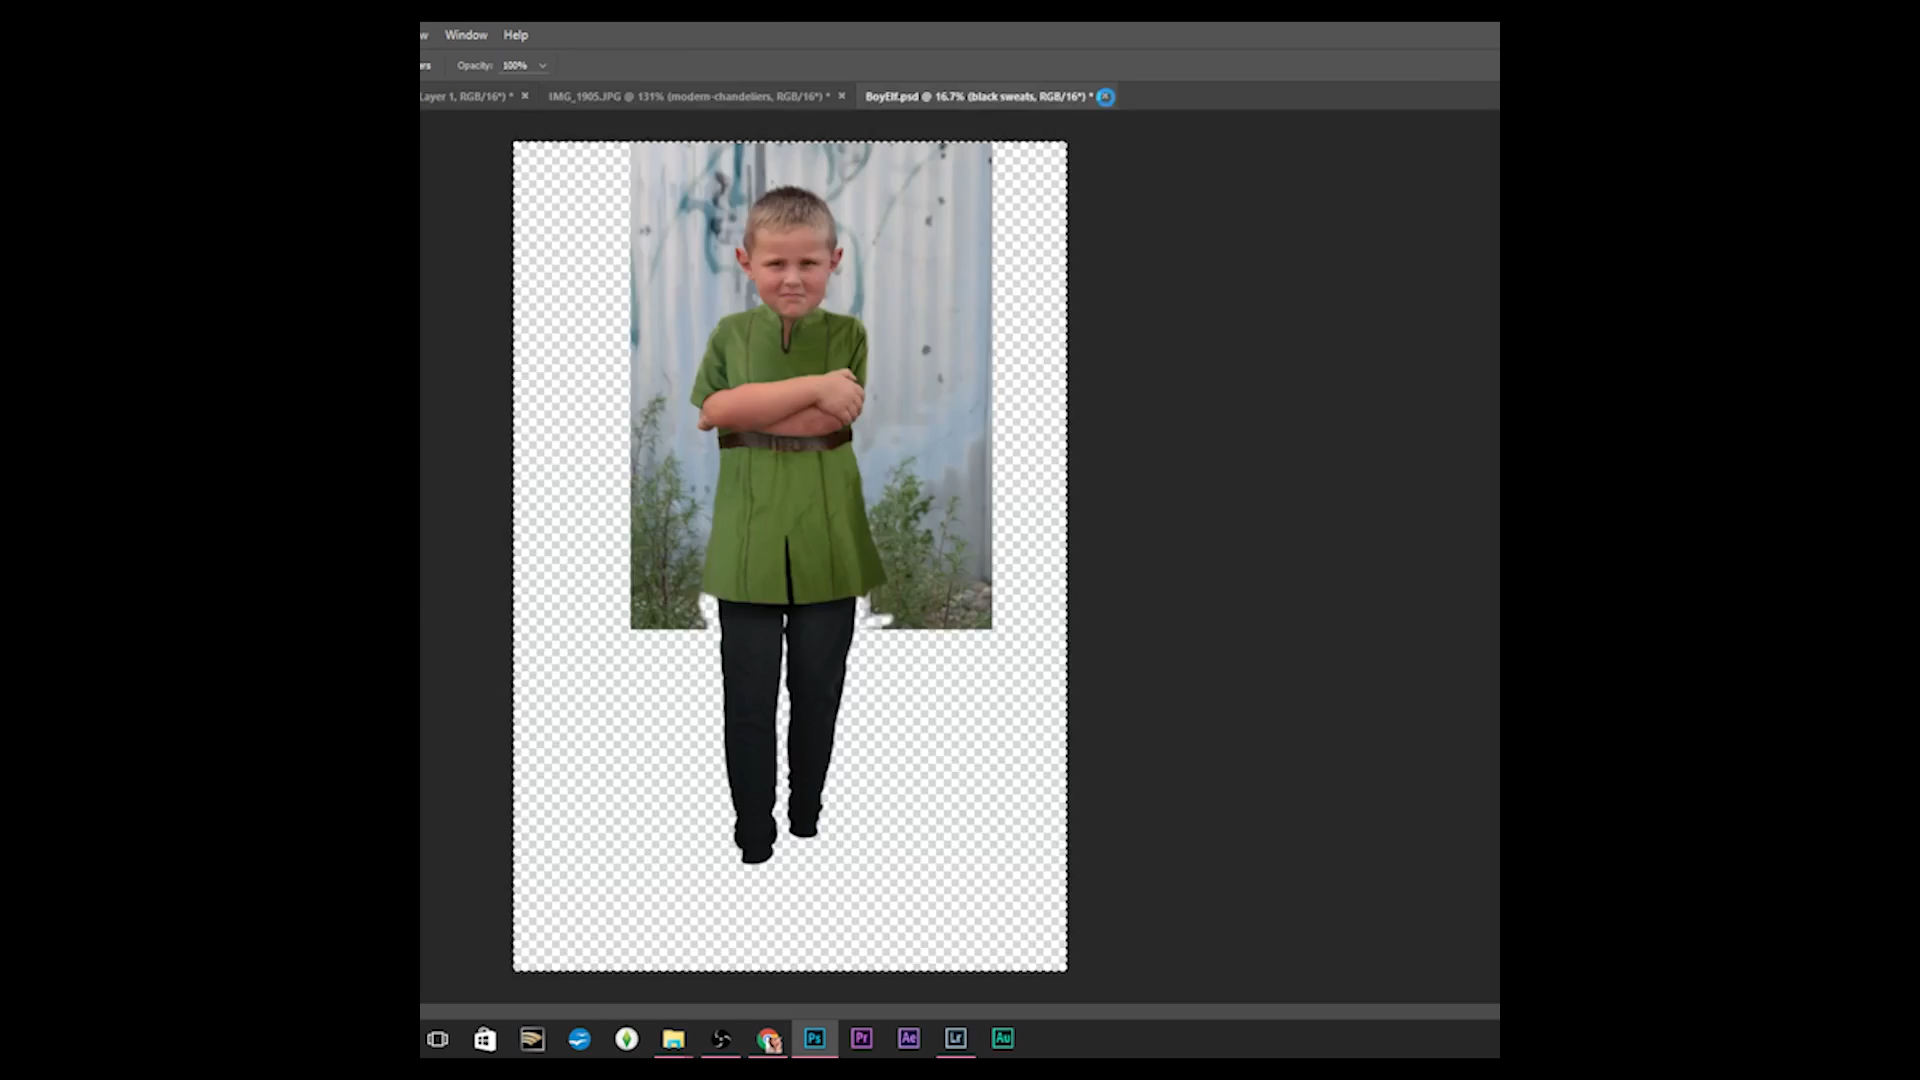 w Window Help
ers Opacity: 100%
Layer 1, RGB/16*) * × IMG_1905.JPG @ 131% (modern-chandeliers, RGB/16*) * × BoyElf.psd @ 16.7% (black sweats, RGB/16*) *
Ps Pr Ae Lr Au